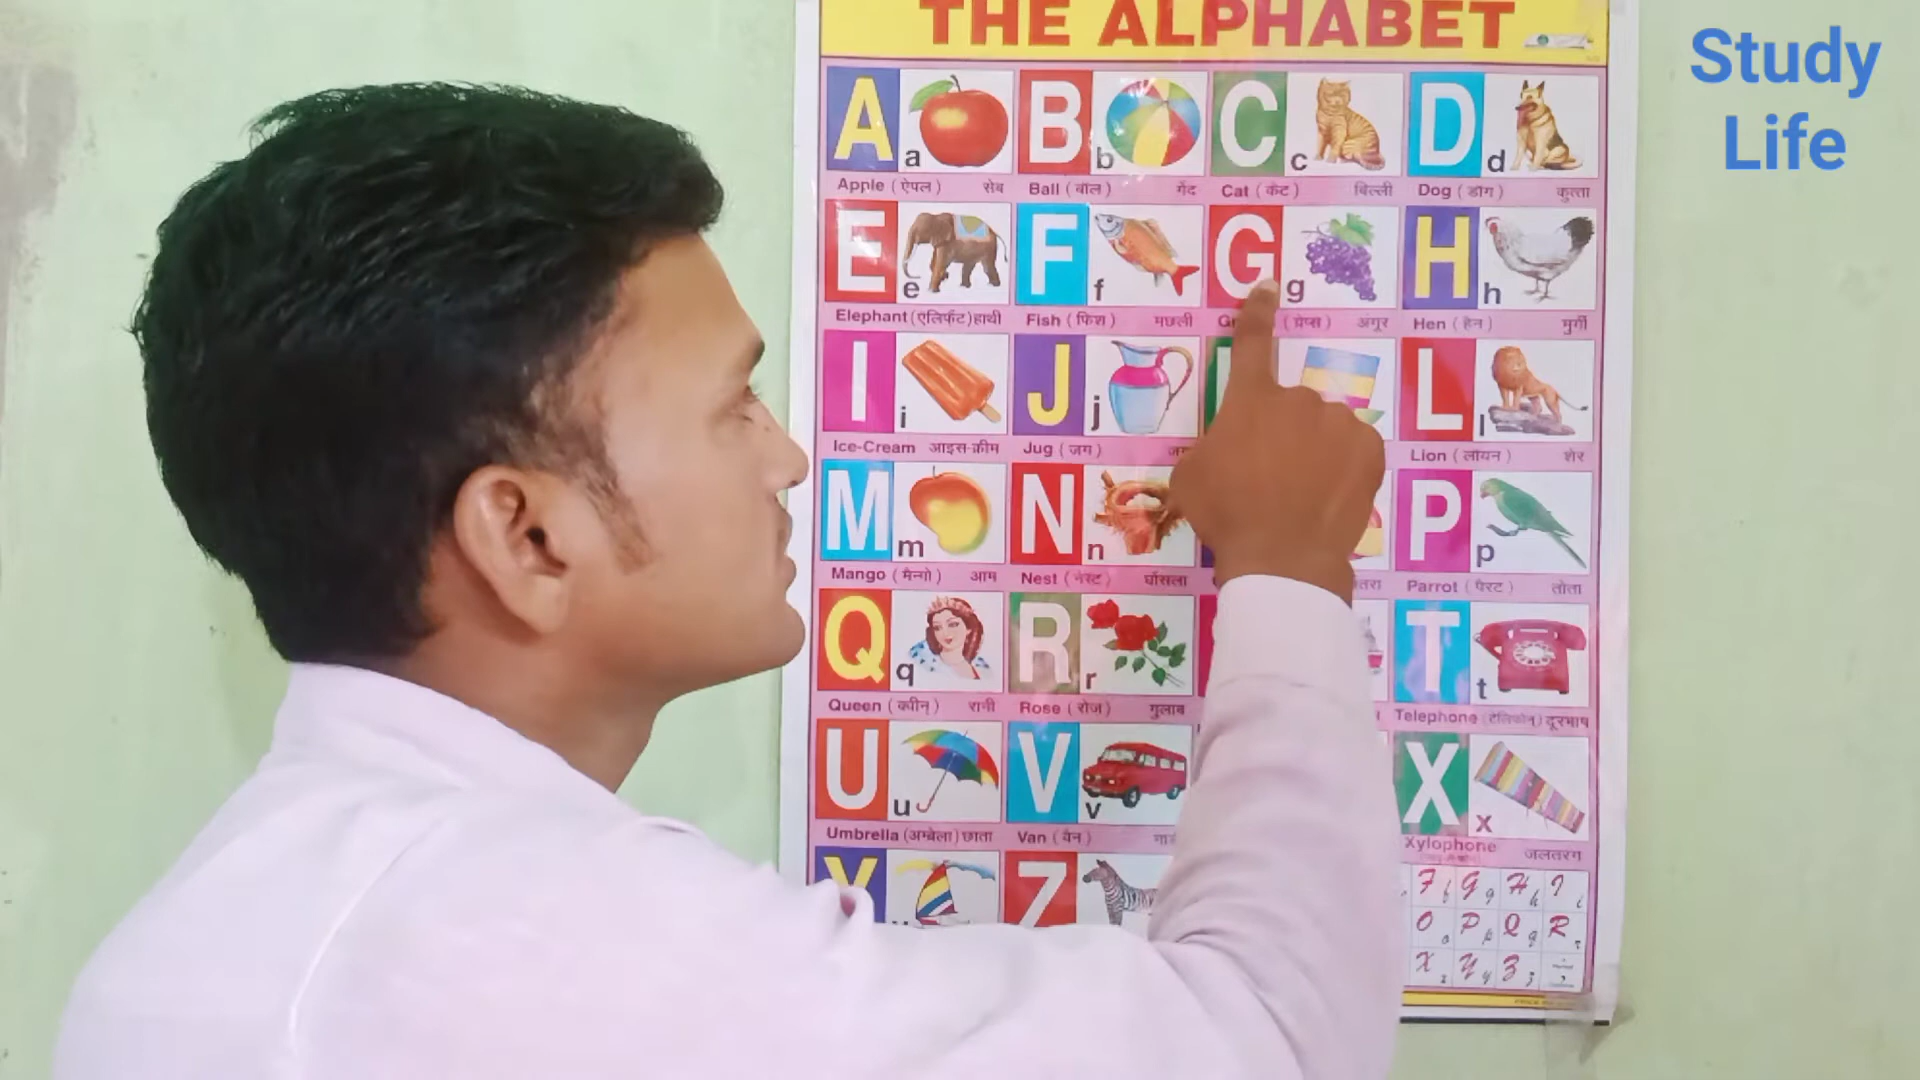 THE ALPHABET
Study
Life
A a B b C c D d
Apple (ऐपल) सेब Ball (बॉल) गेंद Cat (कैट) बिल्ली Dog (डॉग) कुत्ता
E e F f G g H h
Elephant (एलिफैंट) हाथी Fish (फिश) मछली (ग्रेप्स) अंगूर Hen (हेन) मुर्गी
I i J j L l
Ice-Cream आइस-क्रीम Jug (जग) Lion (लायन) शेर
M m N n P p
Mango (मैन्गो) आम Nest (नेस्ट) घोंसला Parrot (पैरट) तोता
Q q R r T t
Queen (क्वीन) रानी Rose (रोज) गुलाब Telephone (टेलिफोन) दूरभाष
U u V v X x
Umbrella (अम्ब्रेला) छाता Van (वैन) Xylophone जलतरंग
Y Z
F f G g H h I i
O o P p Q q R r
X x Y y Z z